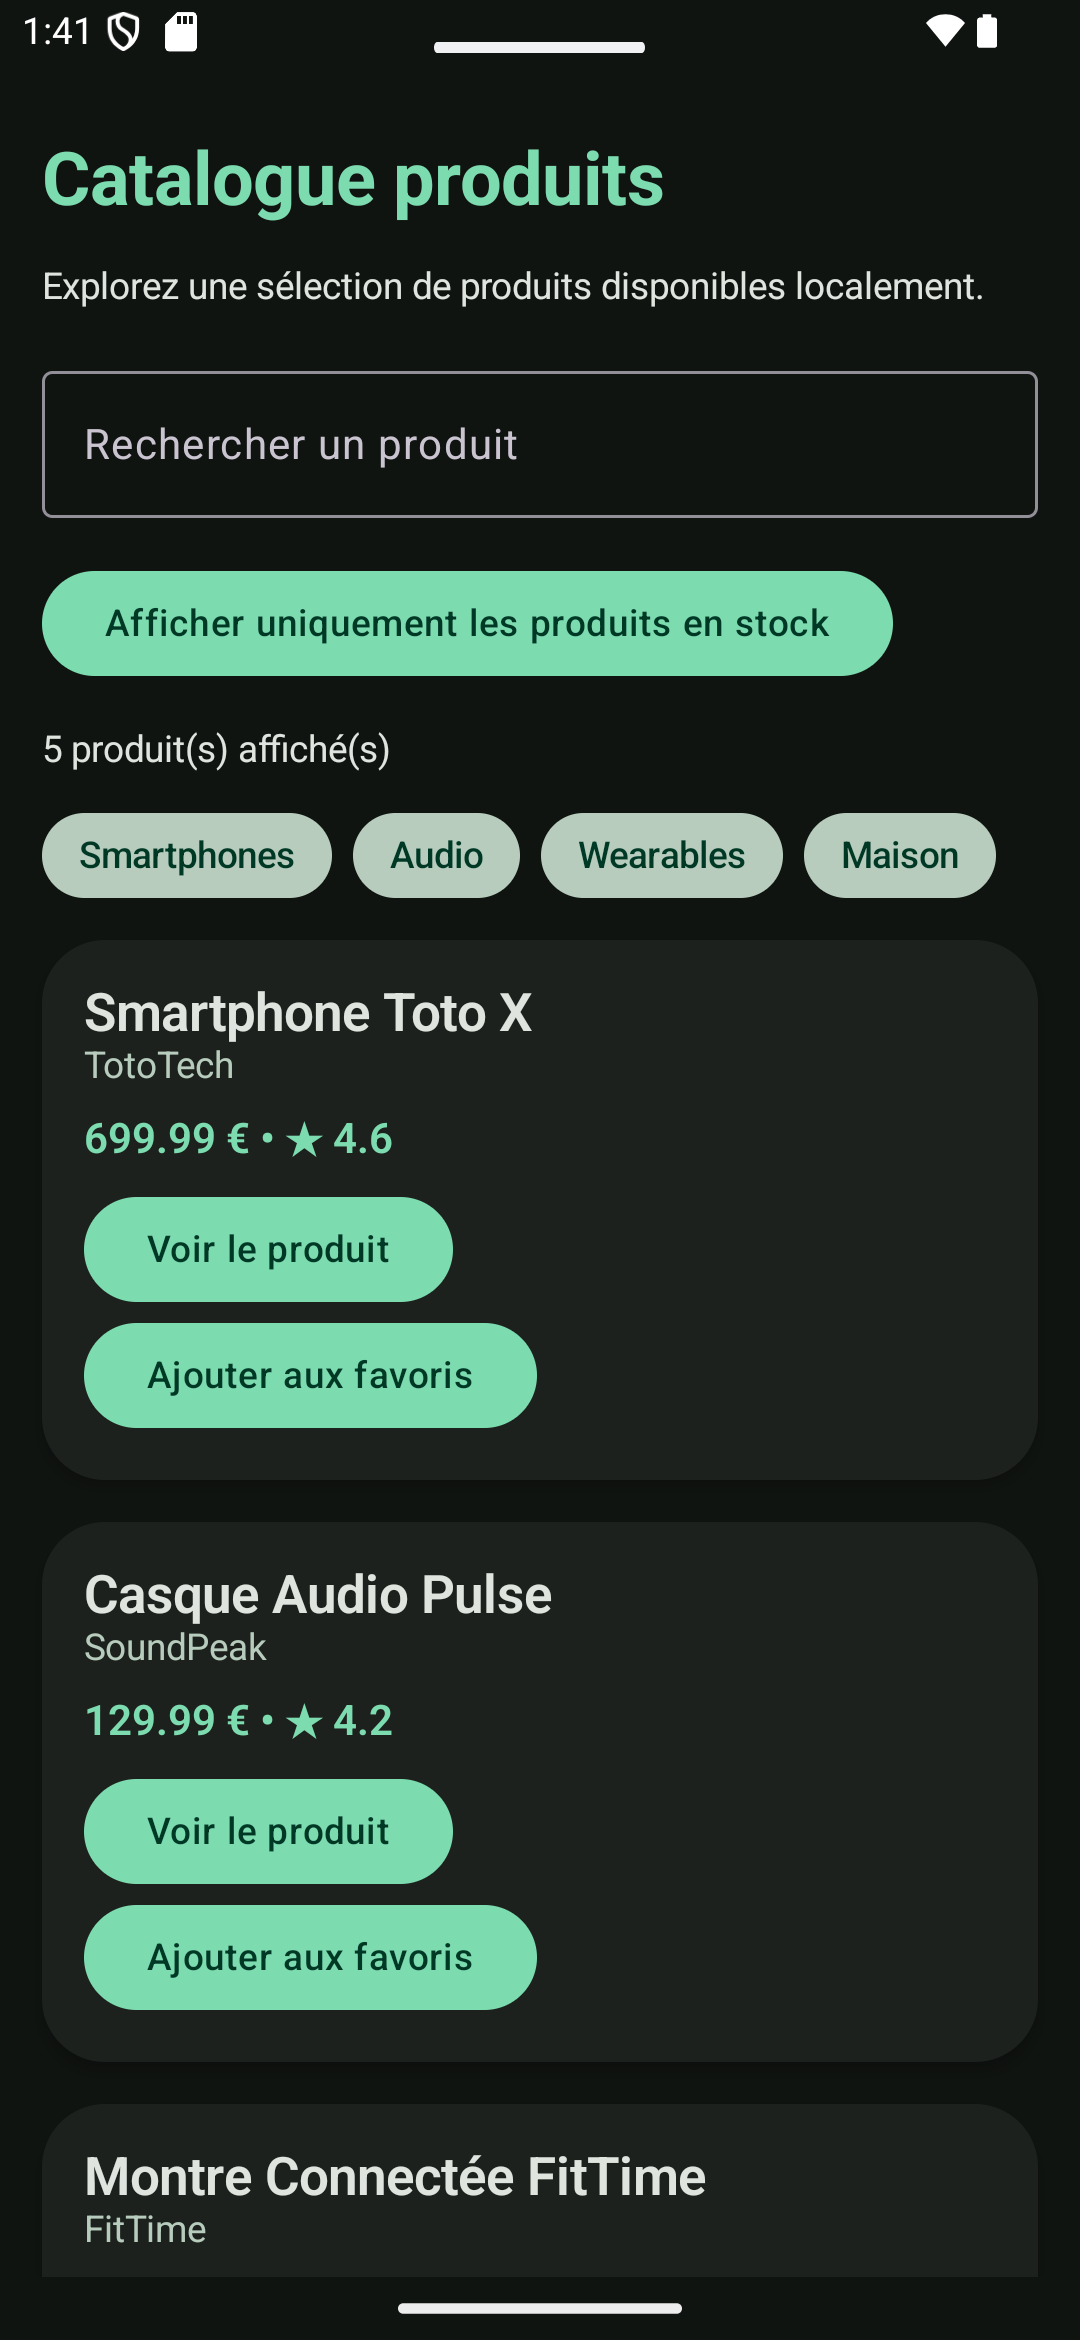 1:41
Catalogue produits
Explorez une sélection de produits disponibles localement.
Rechercher un produit
Afficher uniquement les produits en stock
5 produit(s) affiché(s)
Smartphones Audio Wearables Maison
Smartphone Toto X
TotoTech
699.99 € • ★ 4.6
Voir le produit
Ajouter aux favoris
Casque Audio Pulse
SoundPeak
129.99 € • ★ 4.2
Voir le produit
Ajouter aux favoris
Montre Connectée FitTime
FitTime